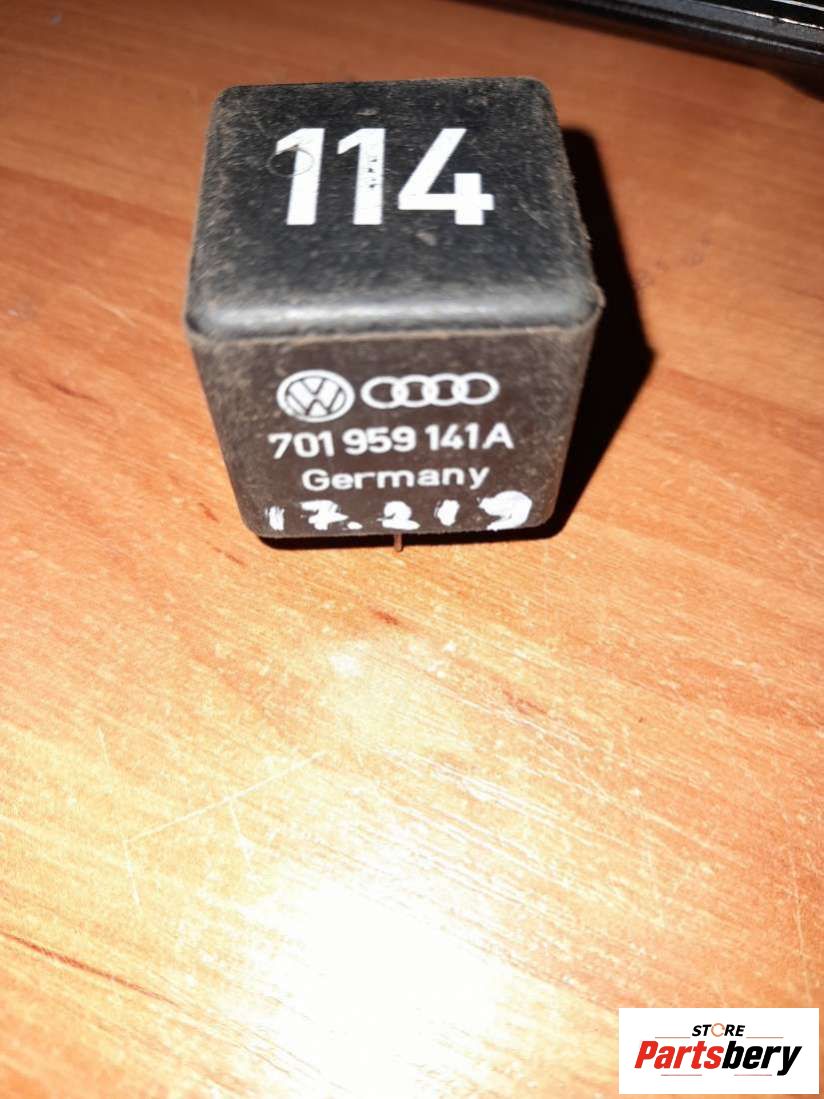 114
701 959 141A
Germany
17.219
STORE
Partsbery